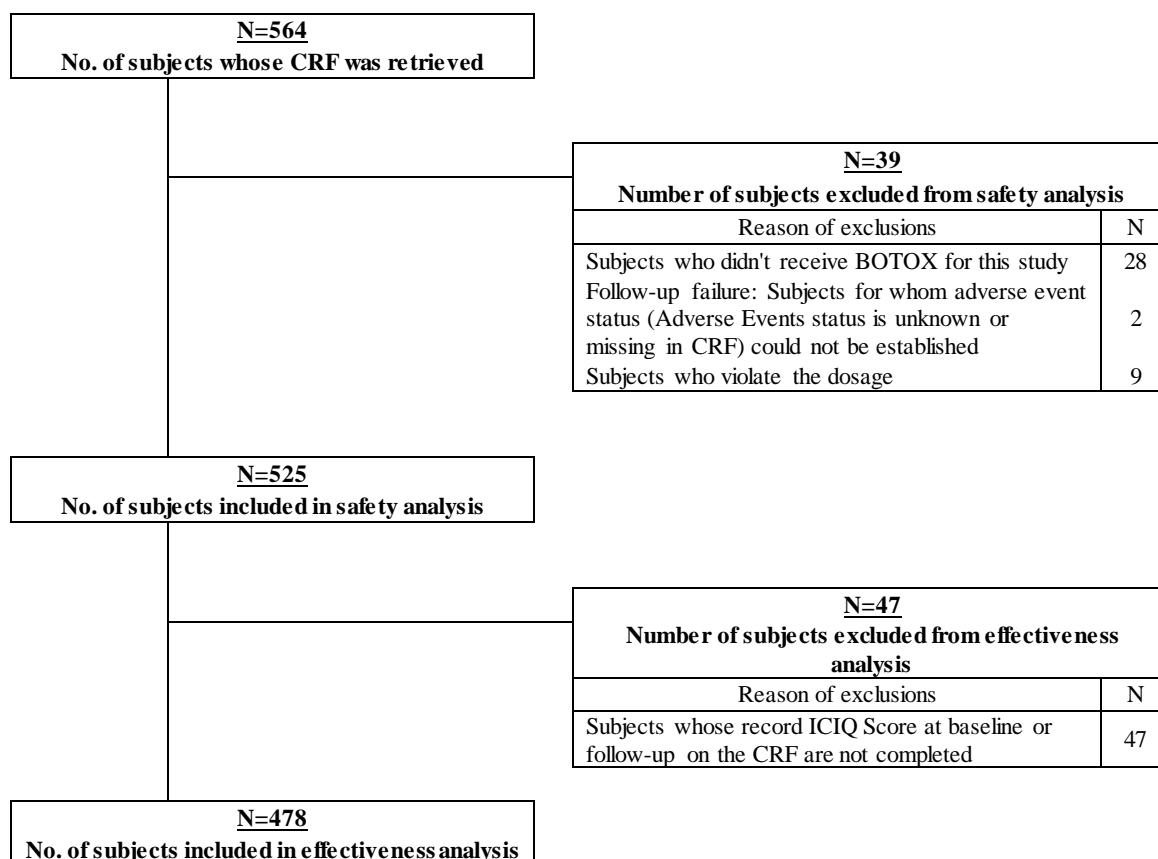 N=564
No. of subjects whose CRF was retrieved
N=39
Number of subjects excluded from safety analysis
Reason of exclusions N
Subjects who didn't receive BOTOX for this study 28
Follow-up failure: Subjects for whom adverse event
status (Adverse Events status is unknown or 2
missing in CRF) could not be established
Subjects who violate the dosage 9
N=525
No. of subjects included in safety analysis
N=47
Number of subjects excluded from effectiveness
analysis
Reason of exclusions N
Subjects whose record ICIQ Score at baseline or
follow-up on the CRF are not completed 47
N=478
No. of subjects included in effectiveness analysis